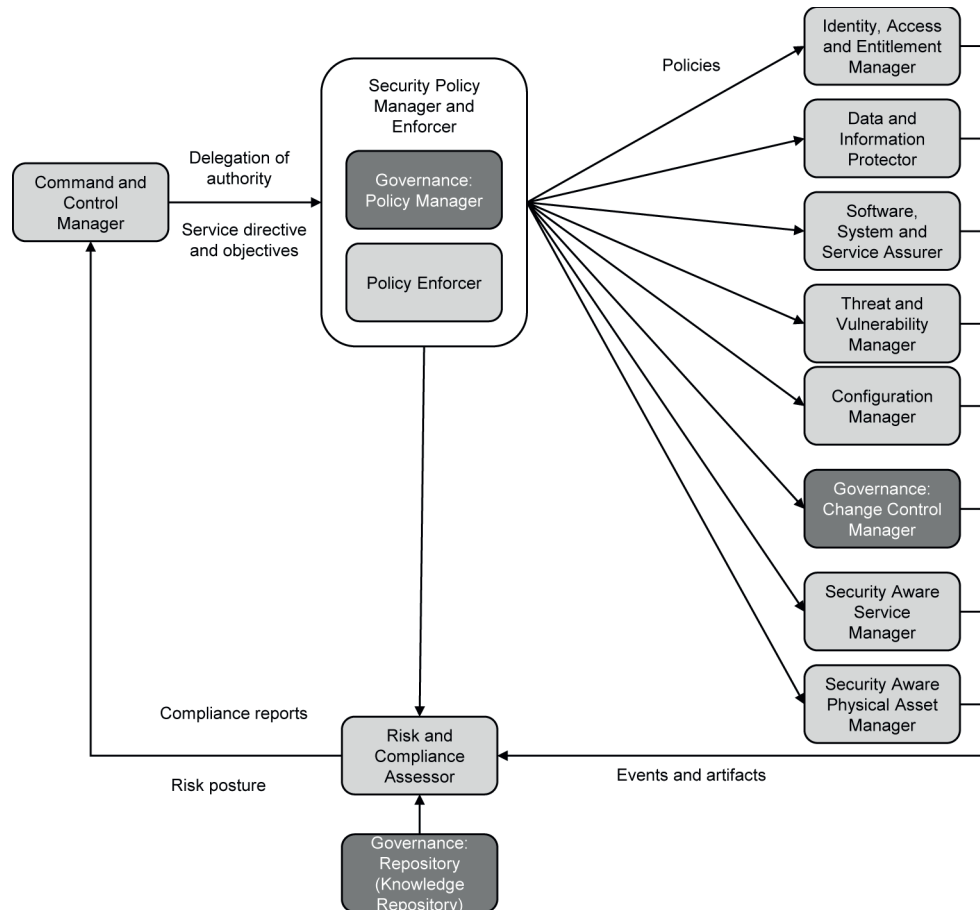 Identity, Access
and Entitlement
Manager
Policies
Security Policy
Manager and
Enforcer
Data and
Information
Protector
Delegation of
authority
Command and
Control
Manager
Governance:
Policy Manager
Service directive
and objectives
Software,
System and
Service Assurer
Policy Enforcer
Threat and
Vulnerability
Manager
Configuration
Manager
Governance:
Change Control
Manager
Security Aware
Service
Manager
Security Aware
Physical Asset
Manager
Compliance reports
Risk and
Compliance
Assessor
Risk posture
Events and artifacts
Governance:
Repository
(Knowledge
Repository)